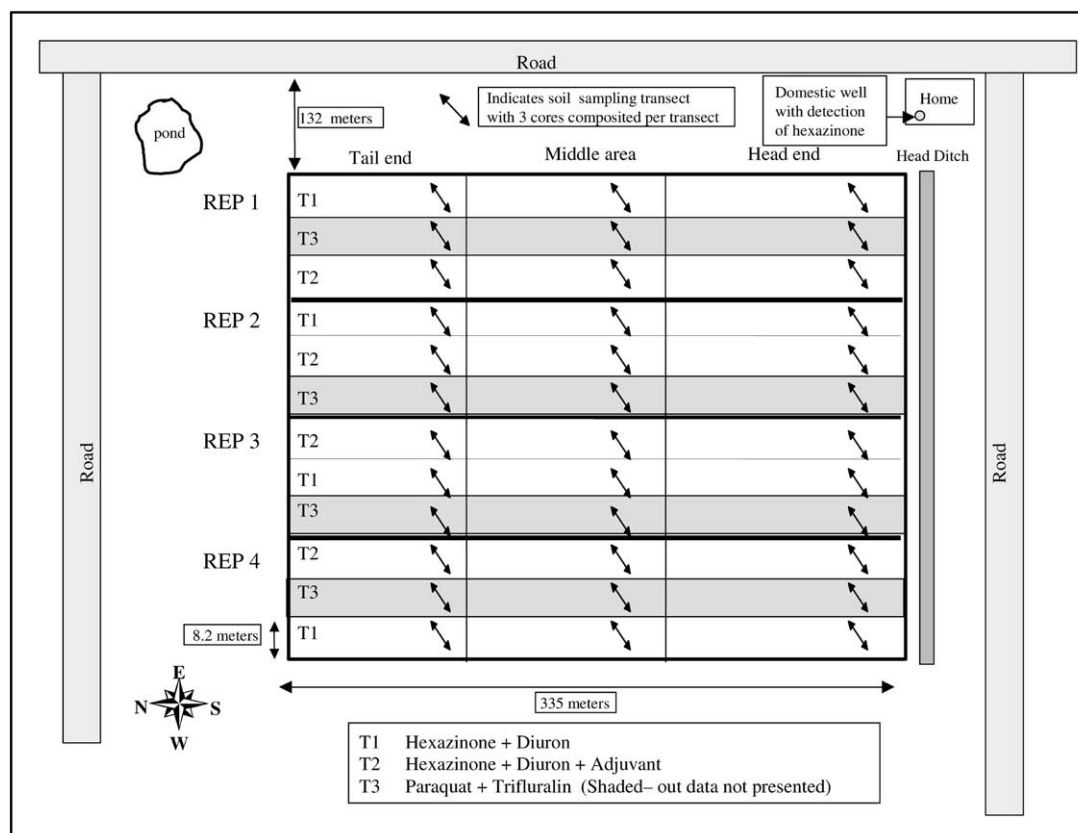 Road
pond
132 meters
Indicates soil sampling transect
with 3 cores composited per transect
Domestic well
with detection
of hexazinone
Home
Tail end
Middle area
Head end
Head Ditch
REP 1
T1
T3
T2
REP 2
T1
T2
T3
REP 3
T2
T1
T3
REP 4
T2
T3
T1
Road
Road
8.2 meters
335 meters
E
N
S
W
T1 Hexazinone + Diuron
T2 Hexazinone + Diuron + Adjuvant
T3 Paraquat + Trifluralin (Shaded– out data not presented)